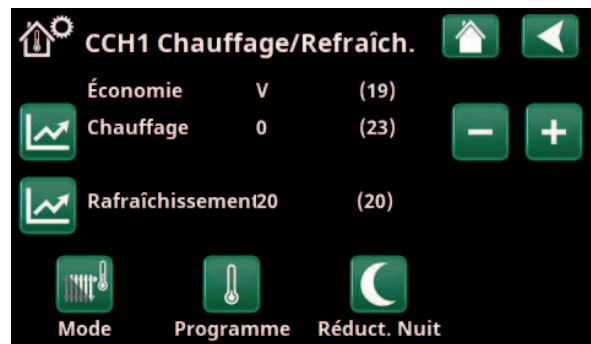 CCH1 Chauffage/Refraîch.
Économie V (19)
Chauffage 0 (23)
Rafraîchissement20 (20)
Mode Programme Réduct. Nuit